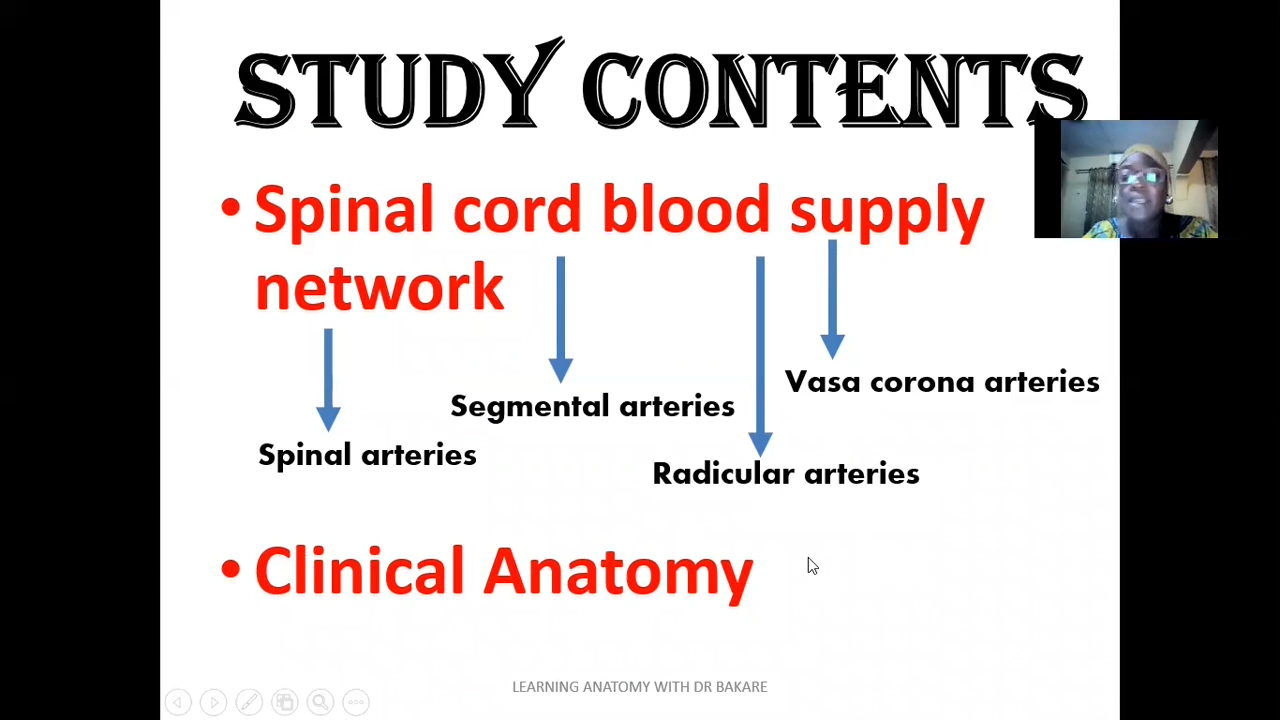 STUDY CONTENTS
• Spinal cord blood supply
network
Vasa corona arteries
Segmental arteries
Spinal arteries
Radicular arteries
• Clinical Anatomy
LEARNING ANATOMY WITH DR BAKARE